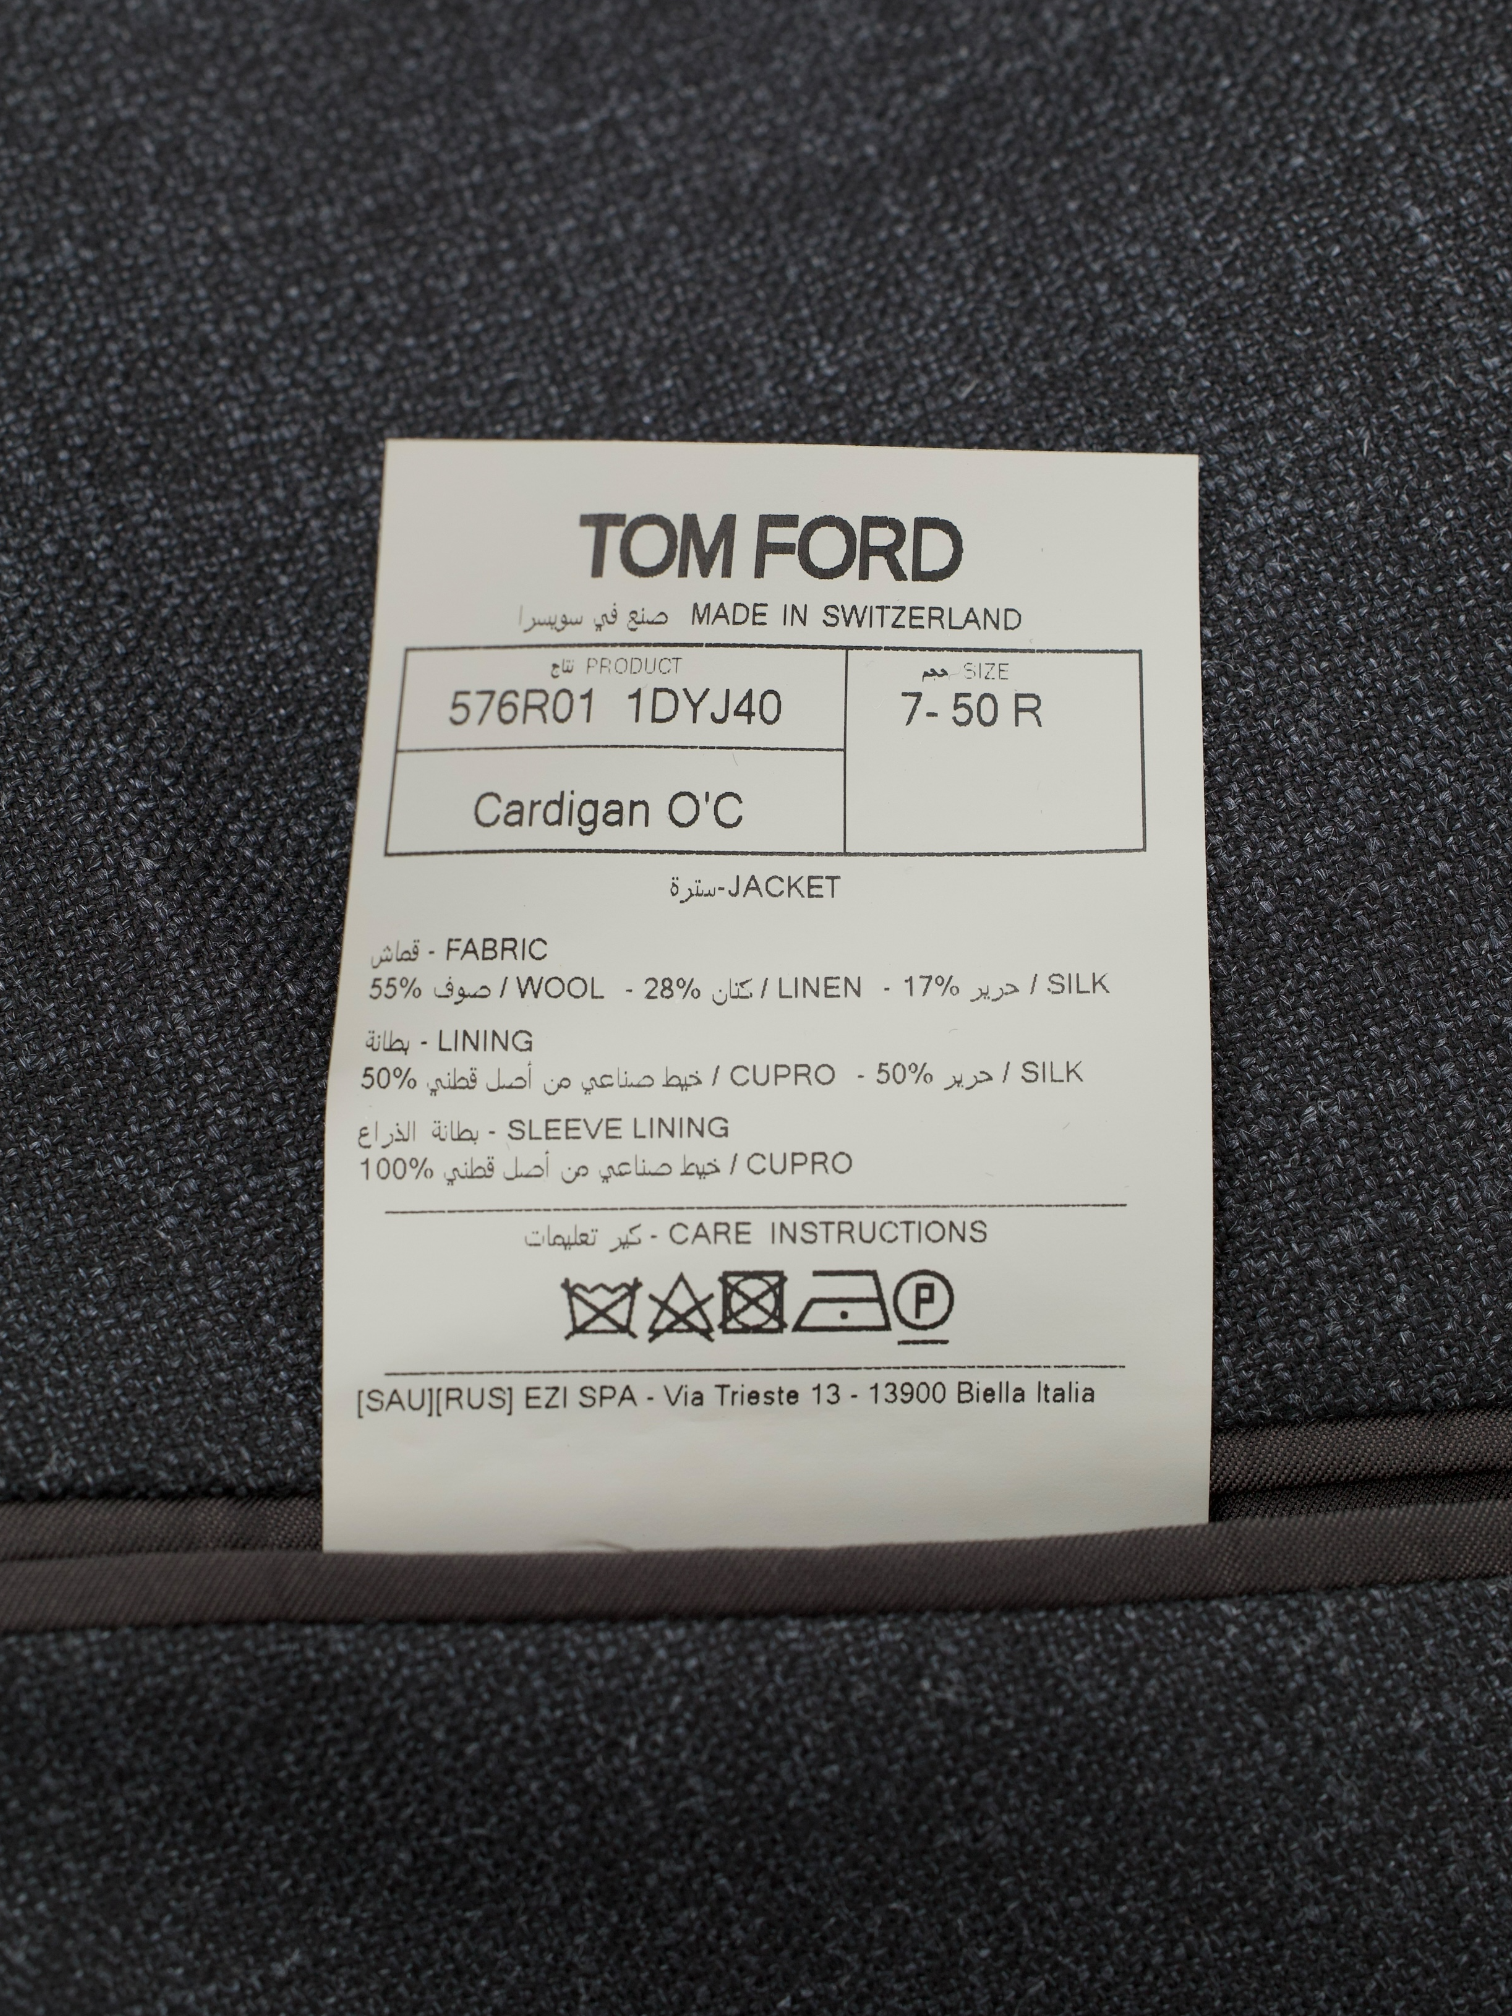 TOM FORD
صنع في سويسرا MADE IN SWITZERLAND
نتاج PRODUCT
576R01 1DYJ40
حجم SIZE
7- 50 R
Cardigan O'C
سترة-JACKET
قماش - FABRIC
55% صوف / WOOL - 28% كتان / LINEN - 17% حرير / SILK
بطانة - LINING
50% خيط صناعي من أصل قطني / CUPRO - 50% حرير / SILK
بطانة الذراع - SLEEVE LINING
100% خيط صناعي من أصل قطني / CUPRO
كير تعليمات - CARE INSTRUCTIONS
P
[SAU][RUS] EZI SPA - Via Trieste 13 - 13900 Biella Italia